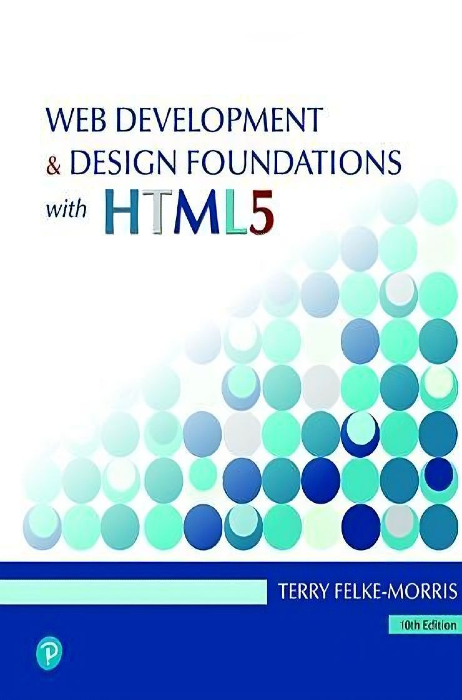 WEB DEVELOPMENT
& DESIGN FOUNDATIONS
with HTML5
TERRY FELKE-MORRIS
10th Edition
P